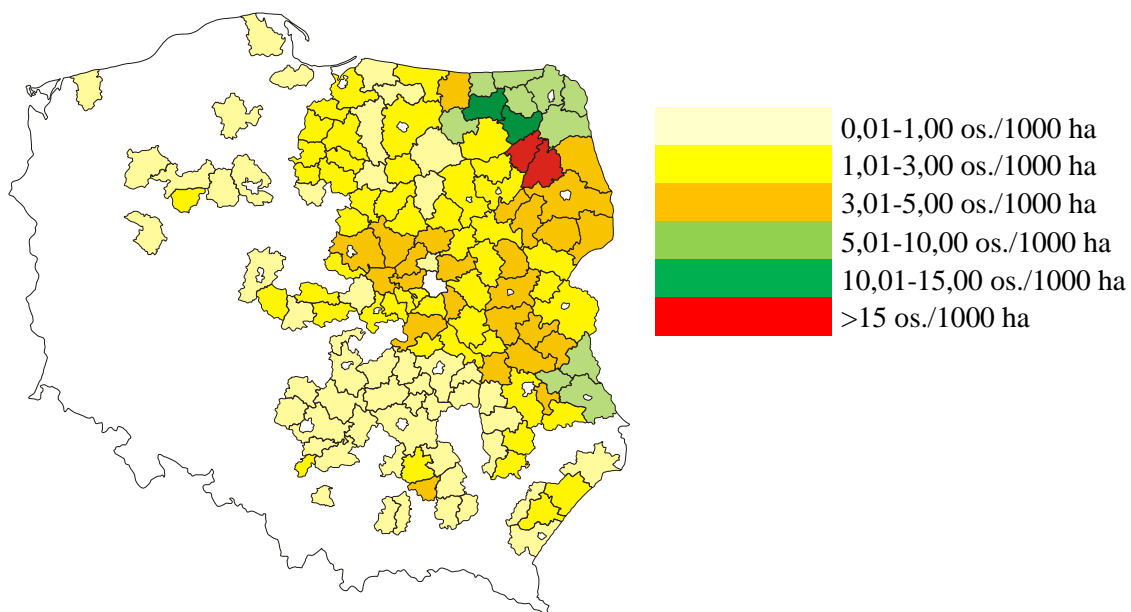 0,01-1,00 os./1000 ha
1,01-3,00 os./1000 ha
3,01-5,00 os./1000 ha
5,01-10,00 os./1000 ha
10,01-15,00 os./1000 ha
>15 os./1000 ha